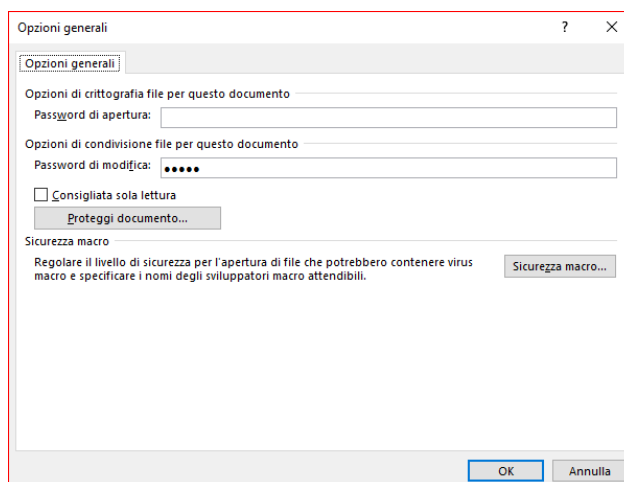 Opzioni generali
Opzioni generali
Opzioni di crittografia file per questo documento
Password di apertura:
Opzioni di condivisione file per questo documento
Password di modifica: •••••
Consigliata sola lettura
Proteggi documento...
Sicurezza macro
Regolare il livello di sicurezza per l'apertura di file che potrebbero contenere virus
macro e specificare i nomi degli sviluppatori macro attendibili.
Sicurezza macro...
OK Annulla